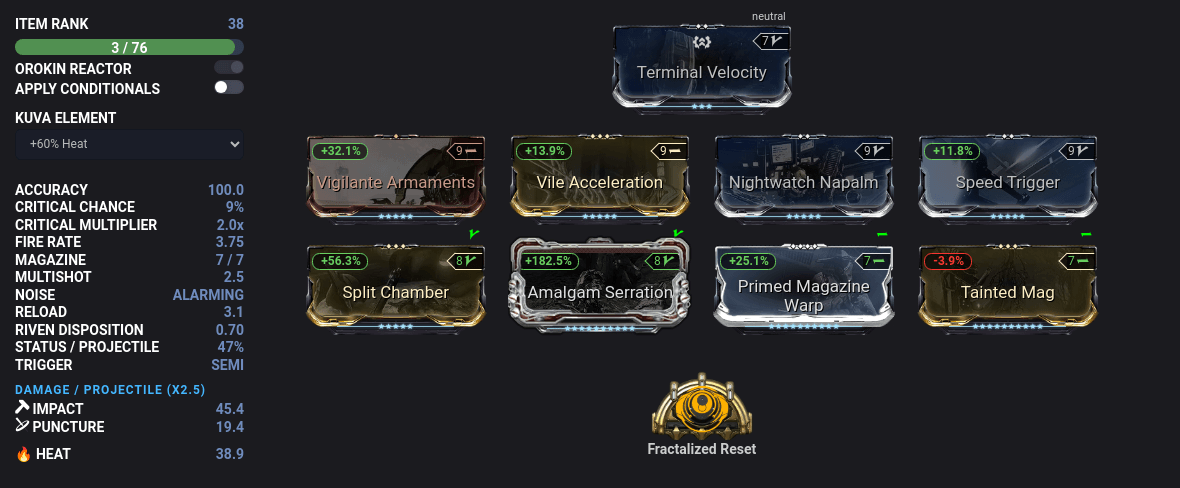 ITEM RANK 38
3 / 76
OROKIN REACTOR
APPLY CONDITIONALS
KUVA ELEMENT
+60% Heat
ACCURACY 100.0
CRITICAL CHANCE 9%
CRITICAL MULTIPLIER 2.0x
FIRE RATE 3.75
MAGAZINE 7 / 7
MULTISHOT 2.5
NOISE ALARMING
RELOAD 3.1
RIVEN DISPOSITION 0.70
STATUS / PROJECTILE 47%
TRIGGER SEMI
DAMAGE / PROJECTILE (X2.5)
IMPACT 45.4
PUNCTURE 19.4
HEAT 38.9
neutral
7
Terminal Velocity
+32.1% 9
Vigilante Armaments
+13.9% 9
Vile Acceleration
9
Nightwatch Napalm
+11.8% 9
Speed Trigger
+56.3% 8
Split Chamber
+182.5% 8
Amalgam Serration
+25.1% 7
Primed Magazine
Warp
-3.9% 7
Tainted Mag
Fractalized Reset